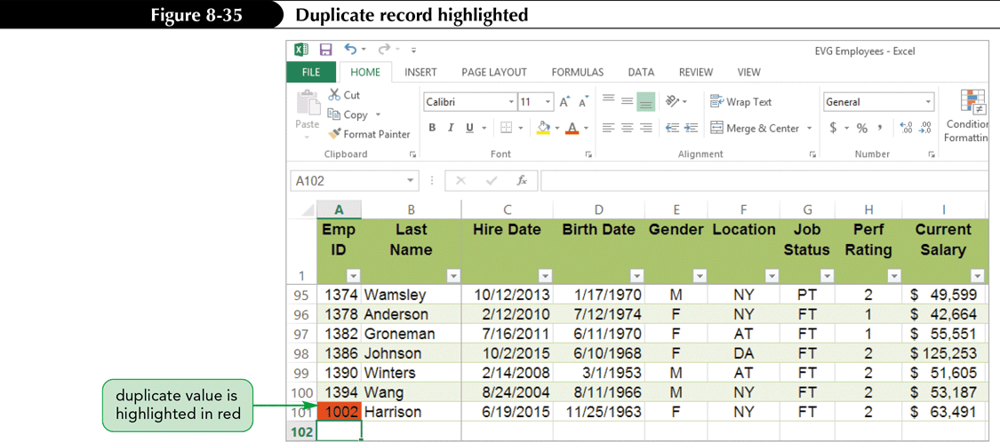 Figure 8-35 Duplicate record highlighted
EVG Employees - Excel
FILE HOME INSERT PAGE LAYOUT FORMULAS DATA REVIEW VIEW
Cut
Copy
Format Painter
Paste
Calibri 11 A A
B I U A
Wrap Text
Merge & Center
General
$ % , .00 .0
Condition
Formattin
Clipboard Font Alignment Number
A102 fx
A B C D E F G H I
Emp Last Hire Date Birth Date Gender Location Job Perf Current
ID Name Status Rating Salary
1
95 1374 Wamsley 10/12/2013 1/17/1970 M NY PT 2 $ 49,599
96 1378 Anderson 2/12/2010 7/12/1974 F NY FT 1 $ 42,664
97 1382 Groneman 7/16/2011 6/11/1970 F AT FT 1 $ 55,551
98 1386 Johnson 10/2/2015 6/10/1968 F DA FT 2 $ 125,253
99 1390 Winters 2/14/2008 3/1/1953 M AT FT 2 $ 51,605
100 1394 Wang 8/24/2004 8/11/1966 M NY FT 2 $ 53,187
101 1002 Harrison 6/19/2015 11/25/1963 F NY FT 2 $ 63,491
102
duplicate value is
highlighted in red